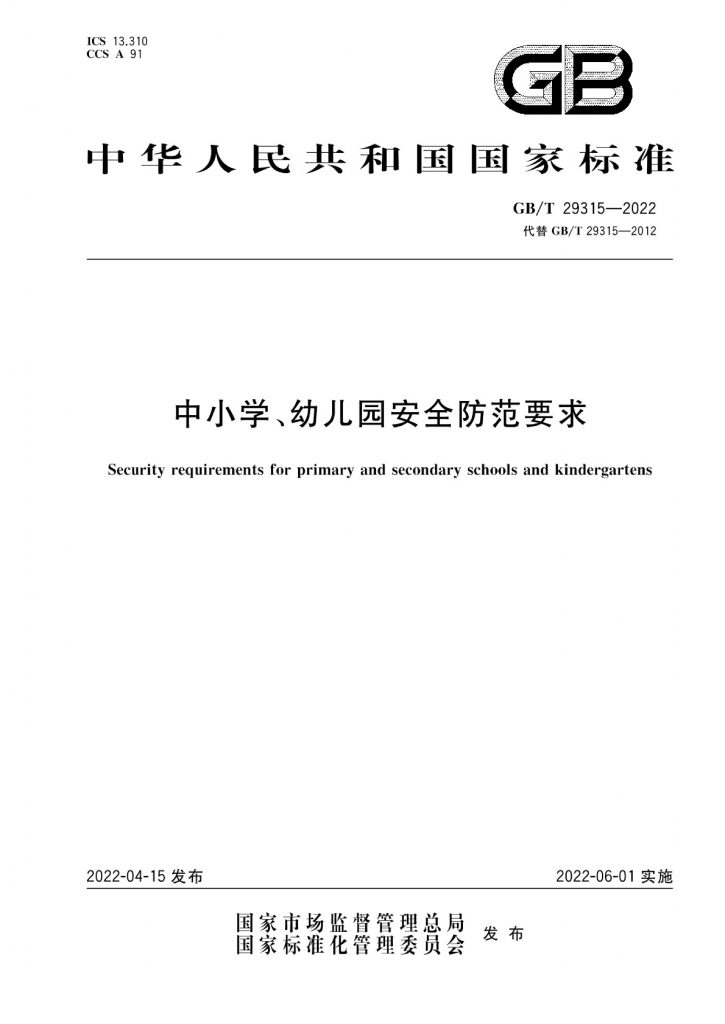 ICS 13.310
CCS A 91
GB
中华人民共和国国家标准
GB/T 29315—2022
代替 GB/T 29315—2012
中小学、幼儿园安全防范要求
Security requirements for primary and secondary schools and kindergartens
2022-04-15 发布
2022-06-01 实施
国家市场监督管理总局
国家标准化管理委员会
发布